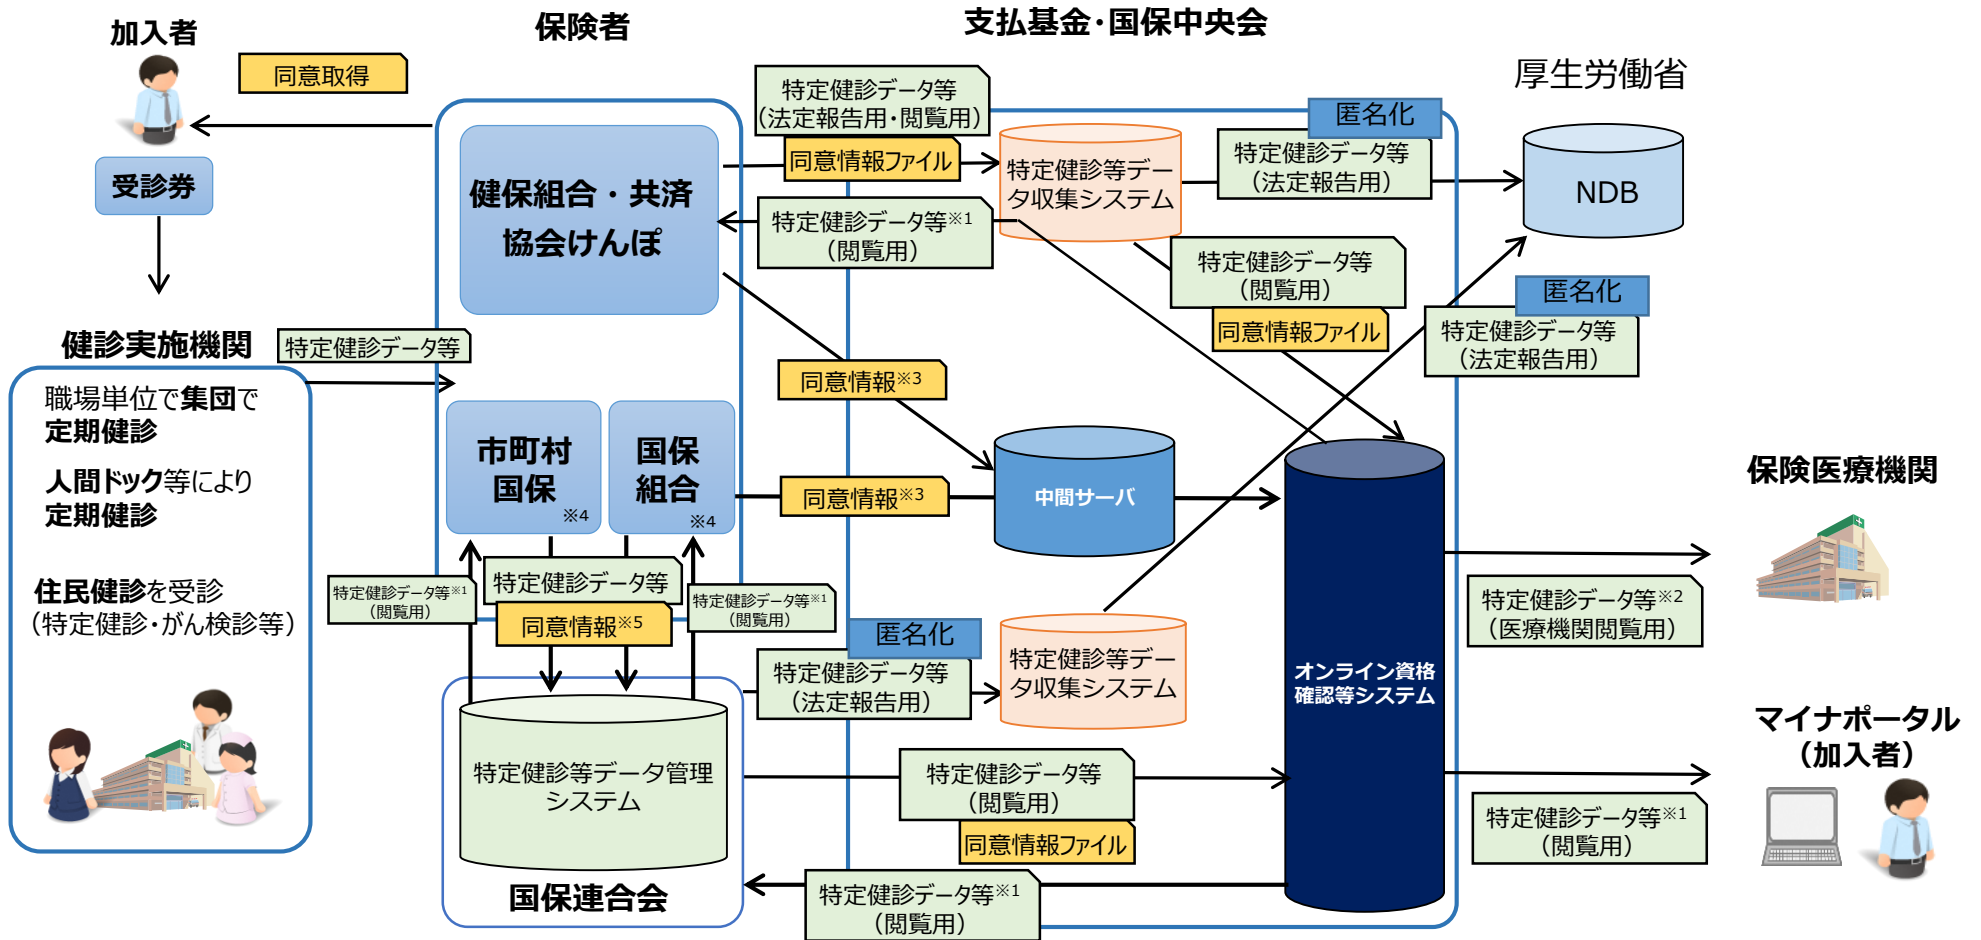 加入者
保険者
支払基金・国保中央会
厚生労働省
同意取得
受診券
健診実施機関
特定健診データ等
職場単位で集団で
定期健診
人間ドック等により
定期健診
住民健診を受診
（特定健診・がん検診等）
健保組合・共済
協会けんぽ
市町村
国保
※4
国保
組合
※4
特定健診データ等
（法定報告用・閲覧用）
同意情報ファイル
特定健診データ等※1
（閲覧用）
特定健診等デー
タ収集システム
匿名化
特定健診データ等
（法定報告用）
NDB
特定健診データ等
（閲覧用）
同意情報ファイル
匿名化
特定健診データ等
（法定報告用）
同意情報※3
同意情報※3
中間サーバ
特定健診データ等※1
（閲覧用）
特定健診データ等
同意情報※5
特定健診データ等※1
（閲覧用）
匿名化
特定健診データ等
（法定報告用）
特定健診等デー
タ収集システム
オンライン資格
確認等システム
特定健診等データ管理
システム
国保連合会
特定健診データ等
（閲覧用）
同意情報ファイル
特定健診データ等※1
（閲覧用）
保険医療機関
特定健診データ等※2
（医療機関閲覧用）
マイナポータル
（加入者）
特定健診データ等※1
（閲覧用）